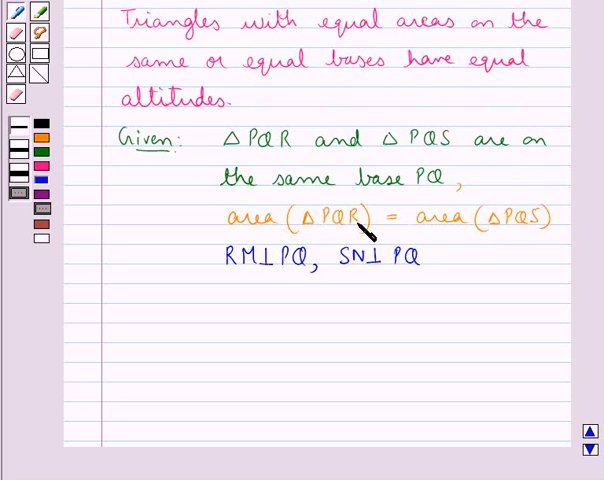 Triangles with equal areas on the
same or equal bases have equal
altitudes.
Given: △ PQR and △ PQS are on
the same base PQ,
area (△ PQR) = area (△ PQS)
RM⊥PQ, SN⊥ PQ